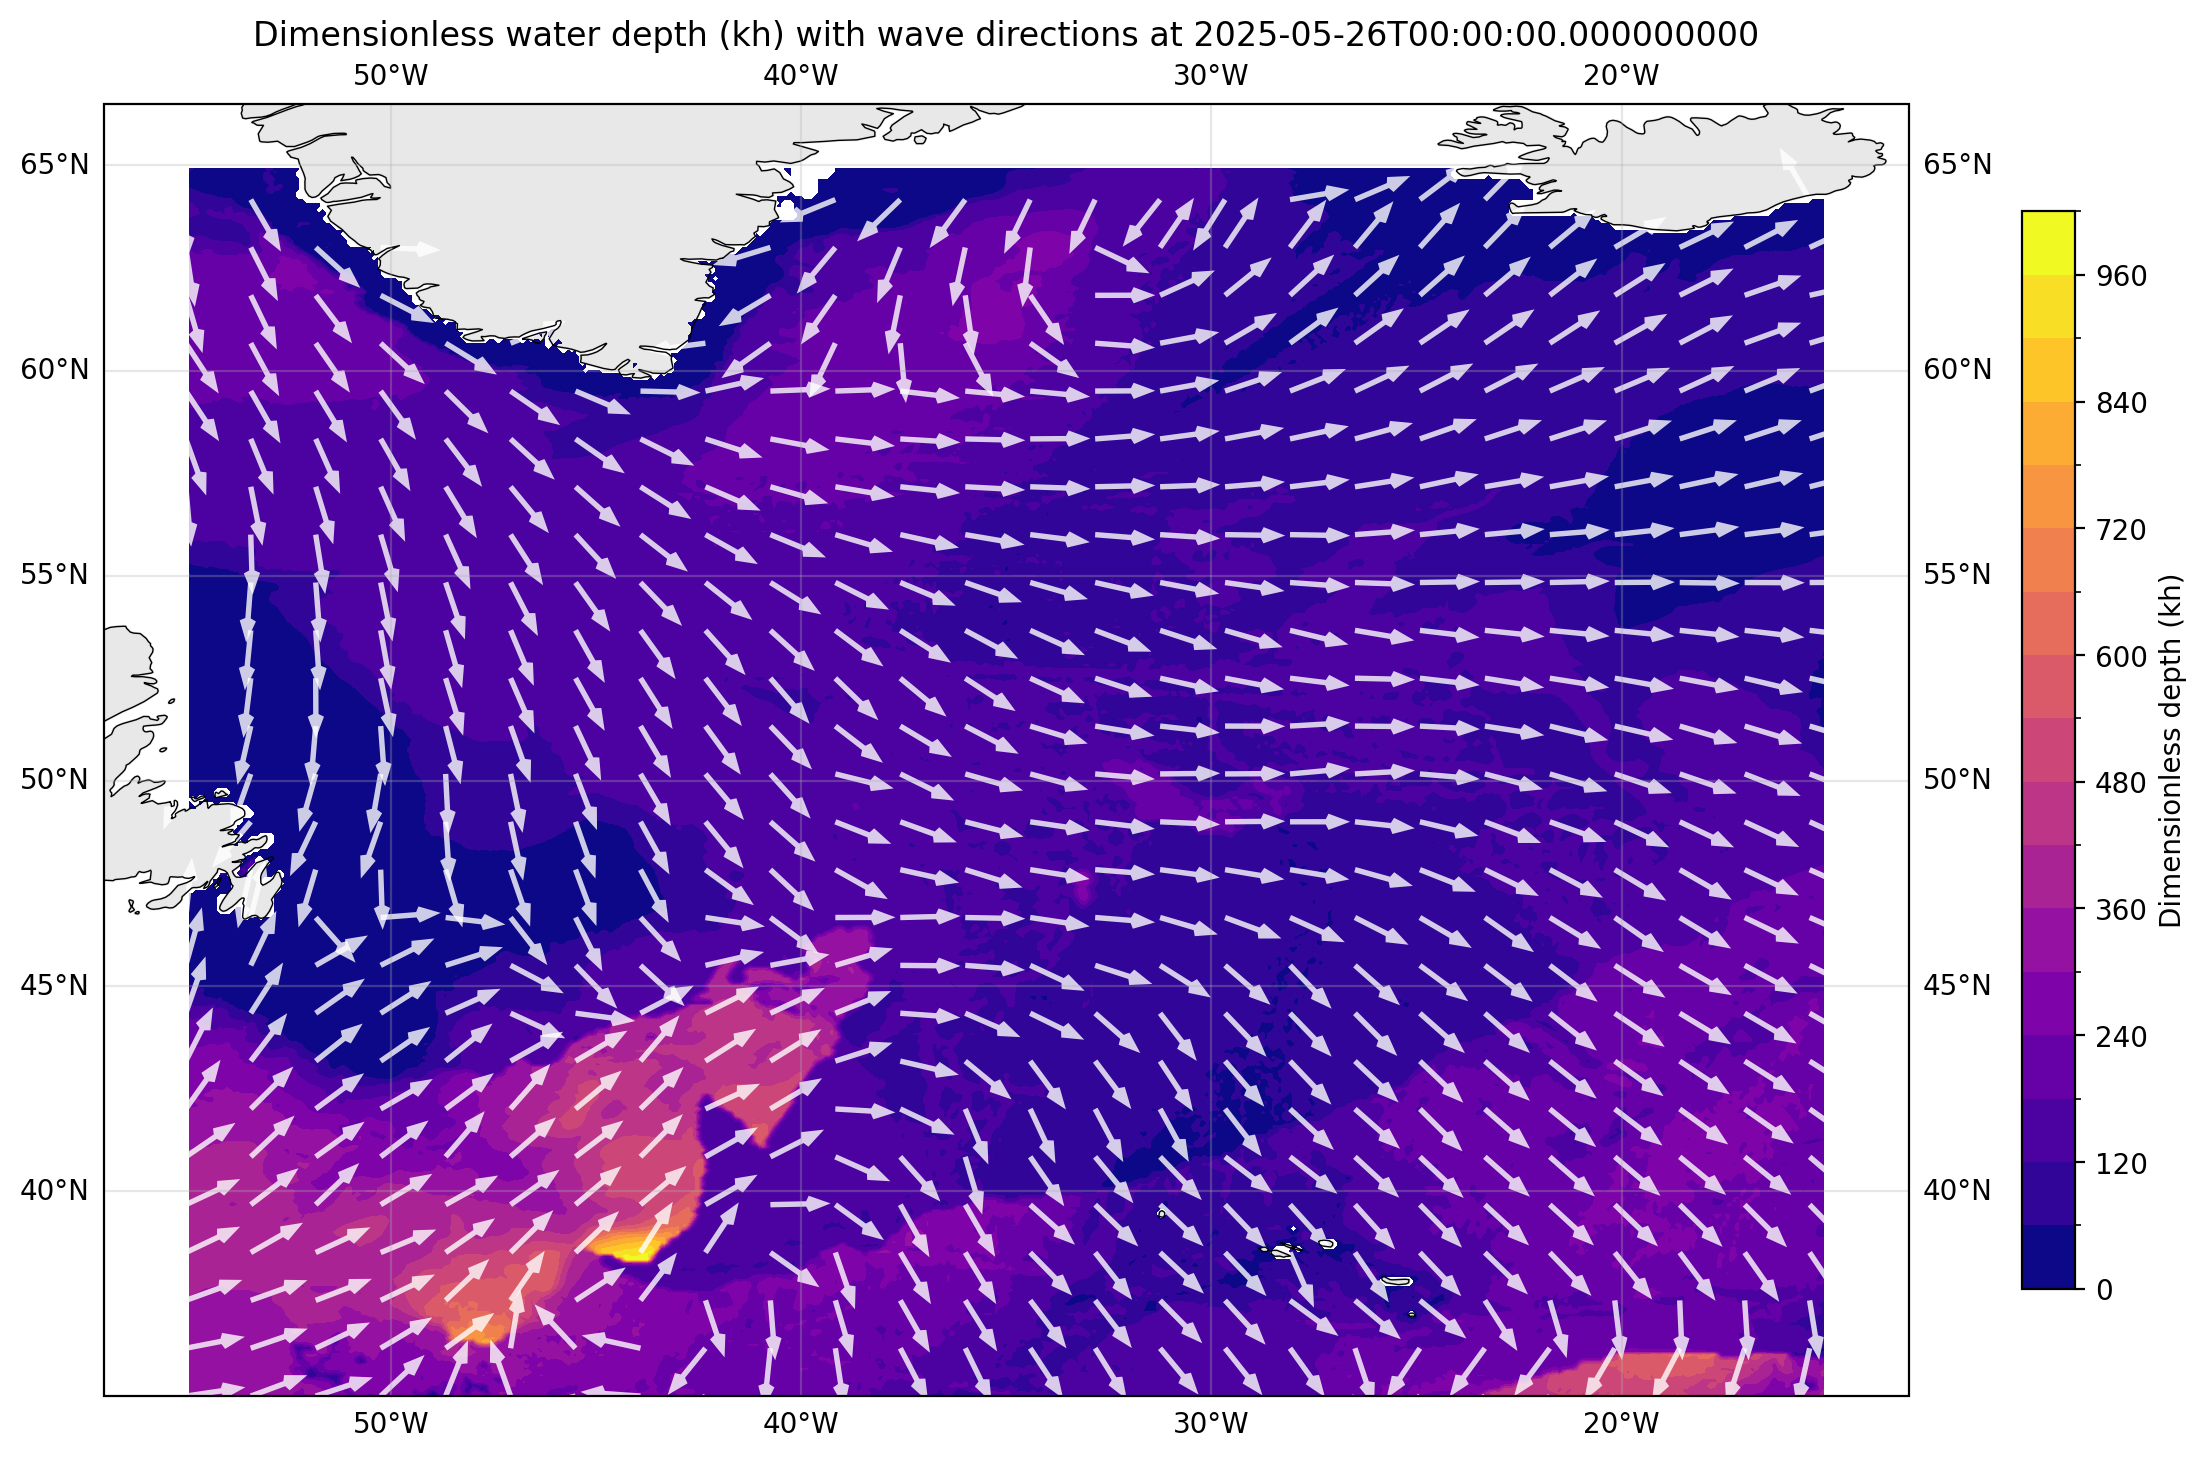 Dimensionless water depth (kh) with wave directions at 2025-05-26T00:00:00.000000000
50°W 40°W 30°W 20°W
65°N 65°N
60°N 60°N
55°N 55°N
50°N 50°N
45°N 45°N
40°N 40°N
50°W 40°W 30°W 20°W
960
840
720
600
480
360
240
120
0
Dimensionless depth (kh)